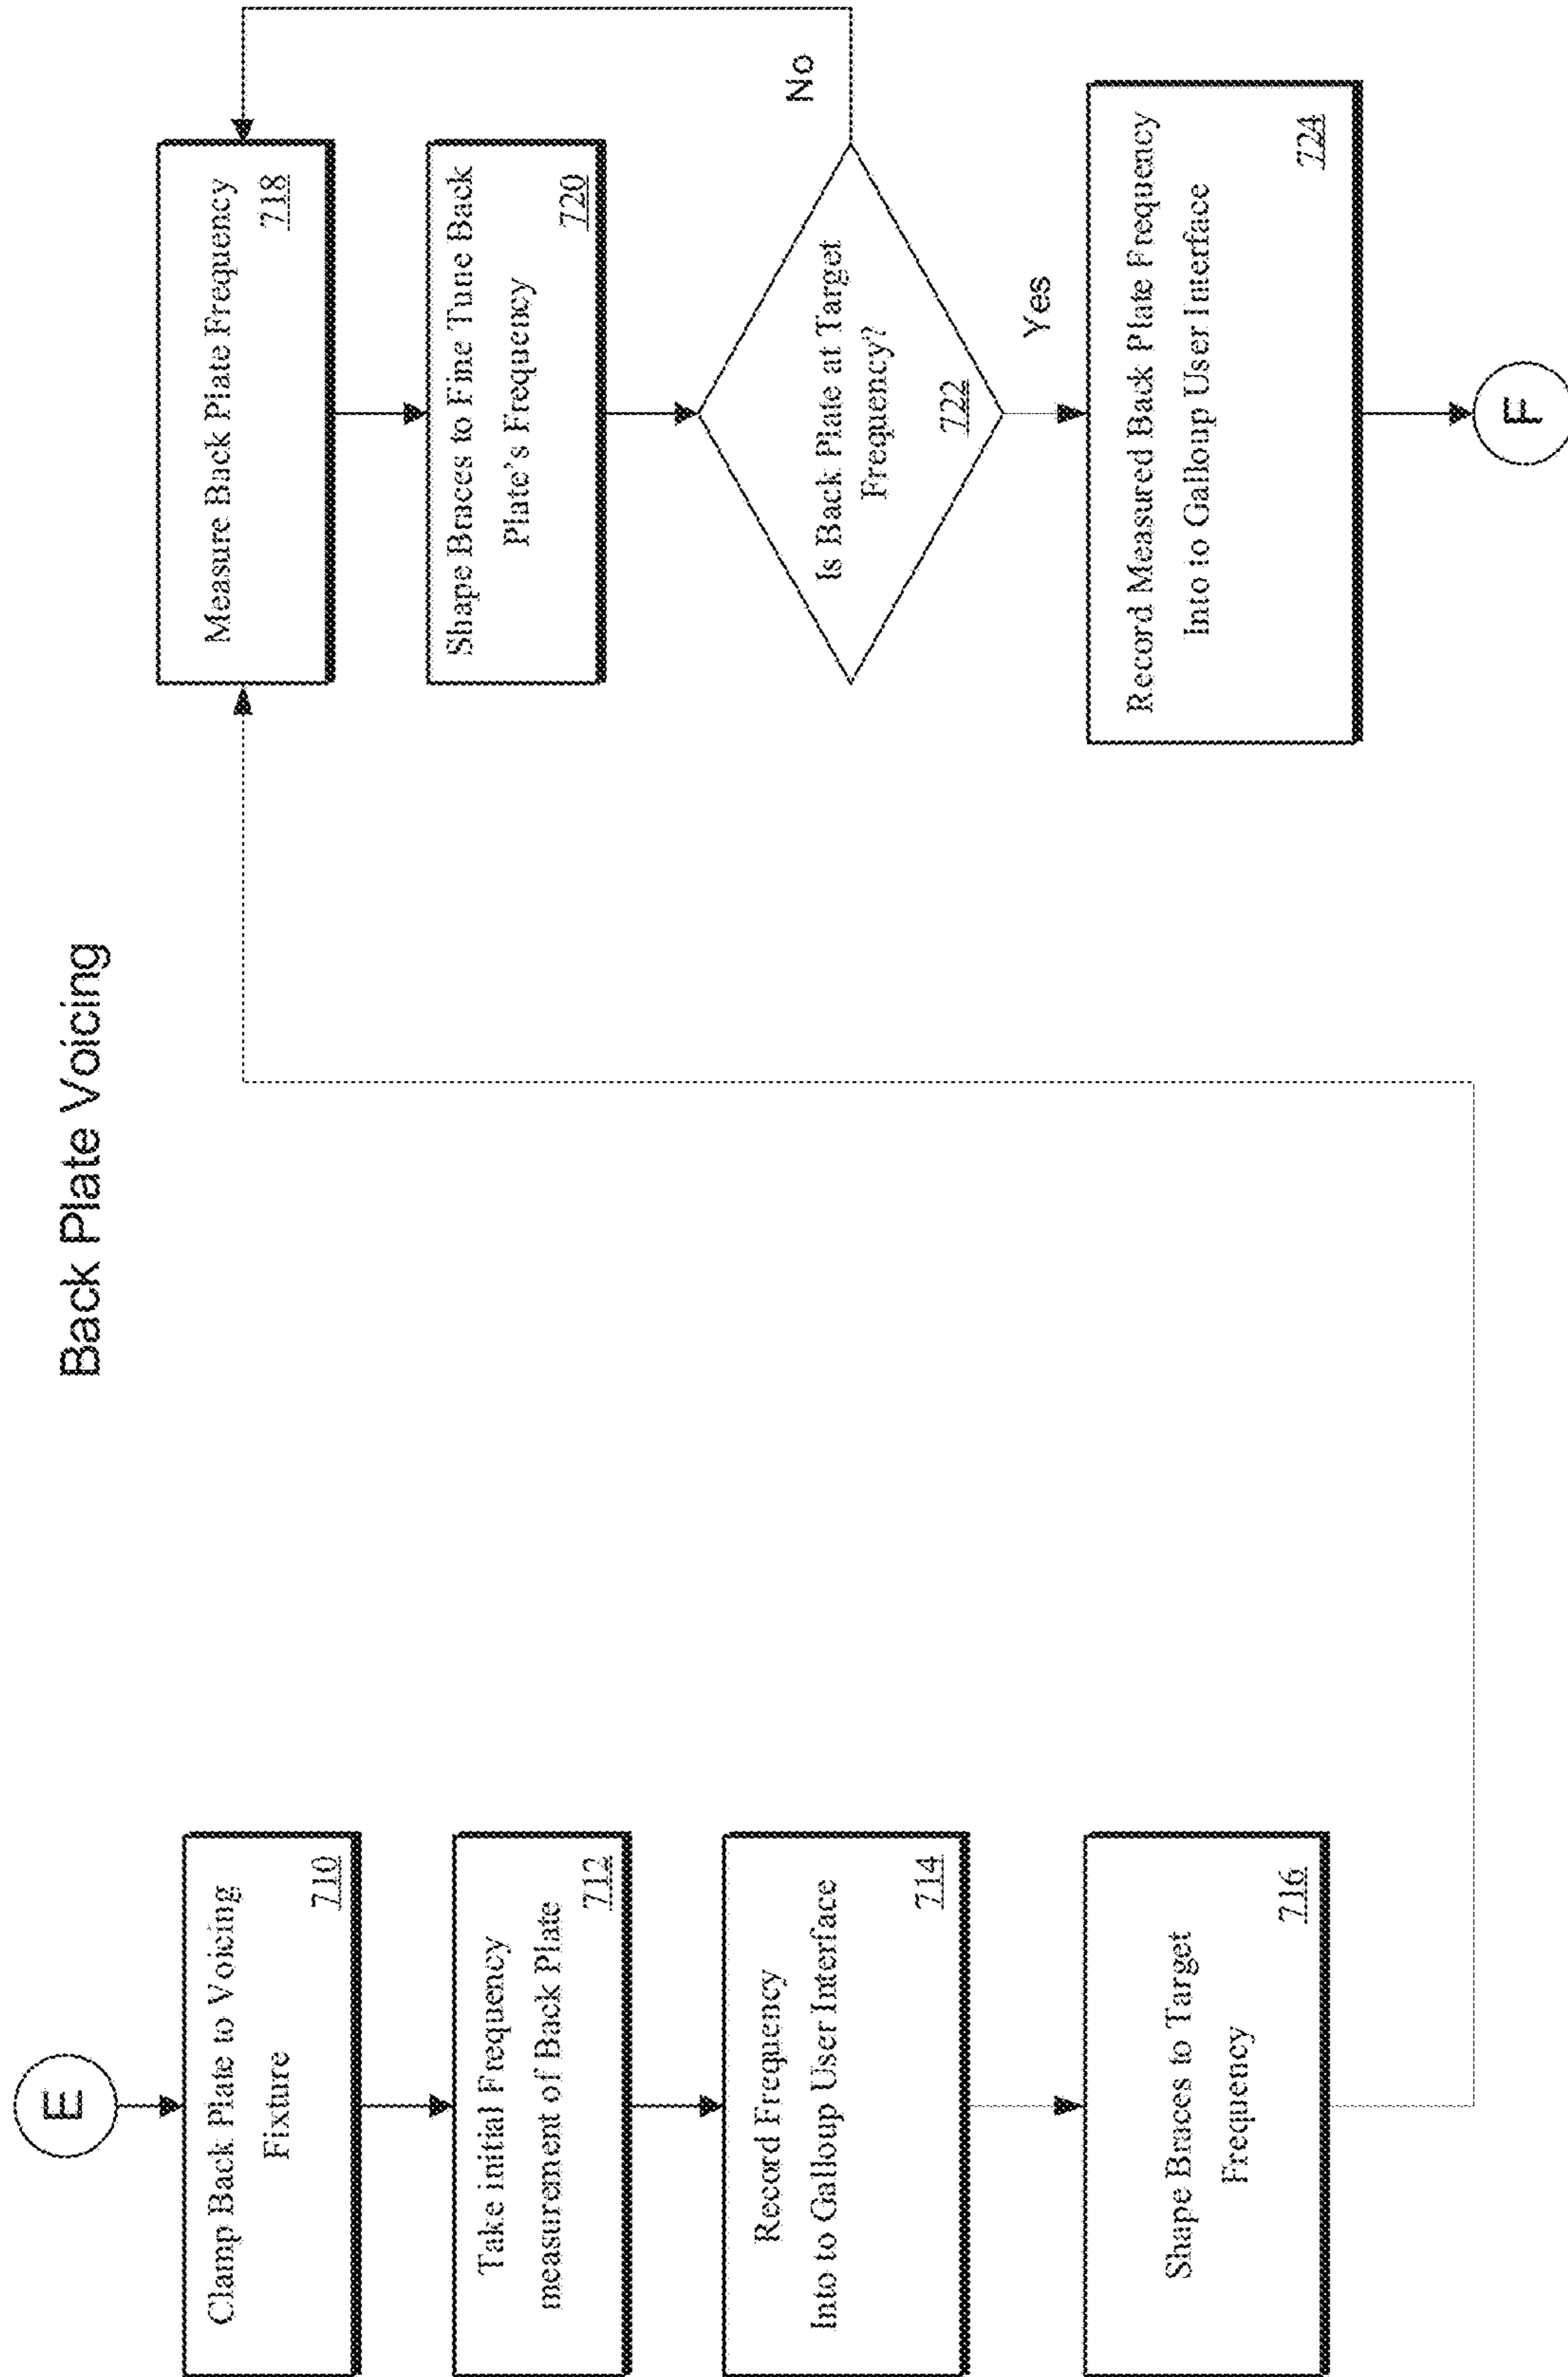 Back Plate Voicing
E
Clamp Back Plate to Voicing
Fixture
710
Take initial Frequency
measurement of Back Plate
712
Record Frequency
Into to Galloup User Interface
714
Shape Braces to Target
Frequency
716
Measure Back Plate Frequency
718
Shape Braces to Fine Tune Back
Plate's Frequency
720
Is Back Plate at Target
Frequency?
722
No
Yes
Record Measured Back Plate Frequency
Into to Galloup User Interface
724
F